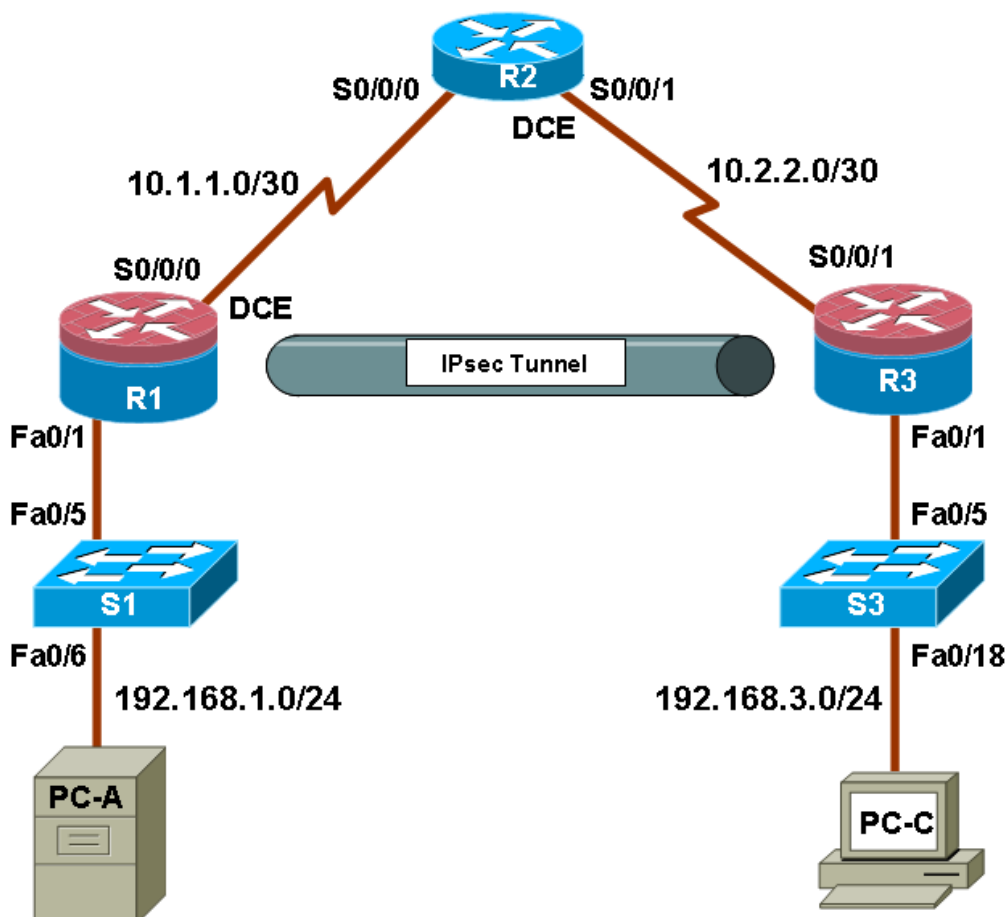 R2
S0/0/0
S0/0/1
DCE
10.1.1.0/30
10.2.2.0/30
S0/0/0
S0/0/1
DCE
IPsec Tunnel
R1
R3
Fa0/1
Fa0/1
Fa0/5
Fa0/5
S1
S3
Fa0/6
Fa0/18
192.168.1.0/24
192.168.3.0/24
PC-A
PC-C